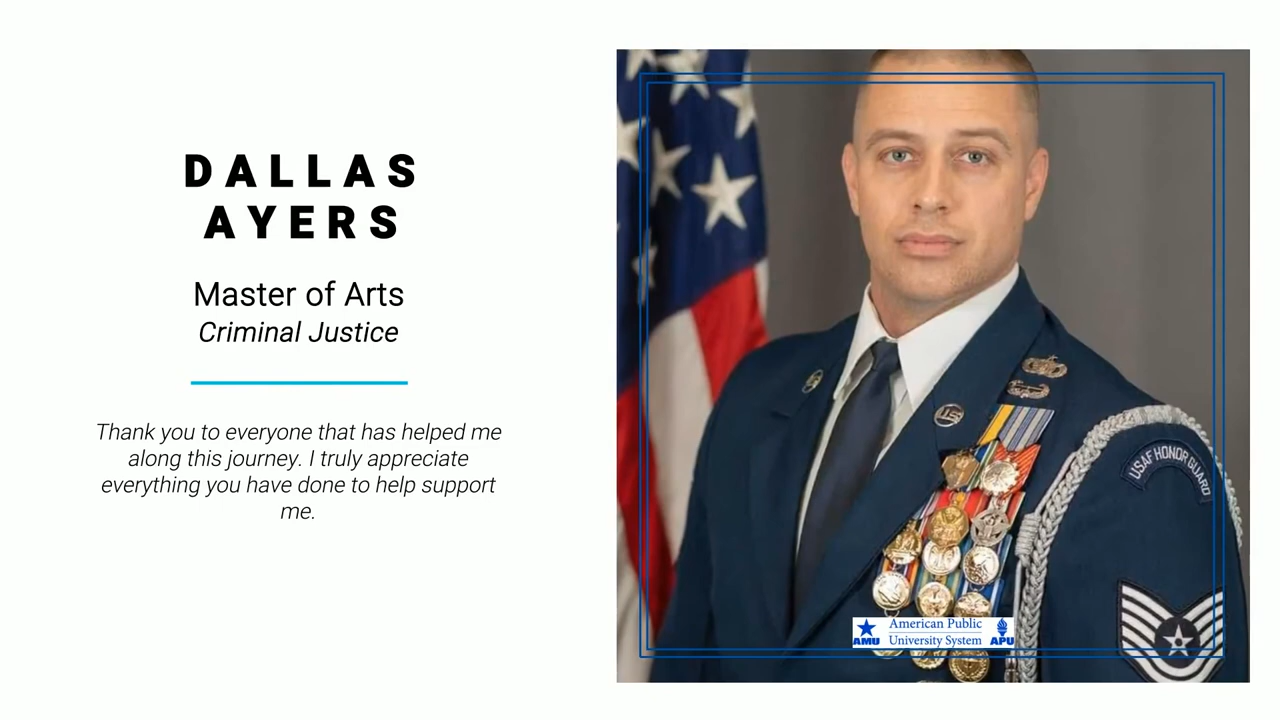 DALLAS
AYERS
Master of Arts
Criminal Justice
Thank you to everyone that has helped me
along this journey. I truly appreciate
everything you have done to help support
me.
US
USAF HONOR GUARD
AMU American Public APU
University System